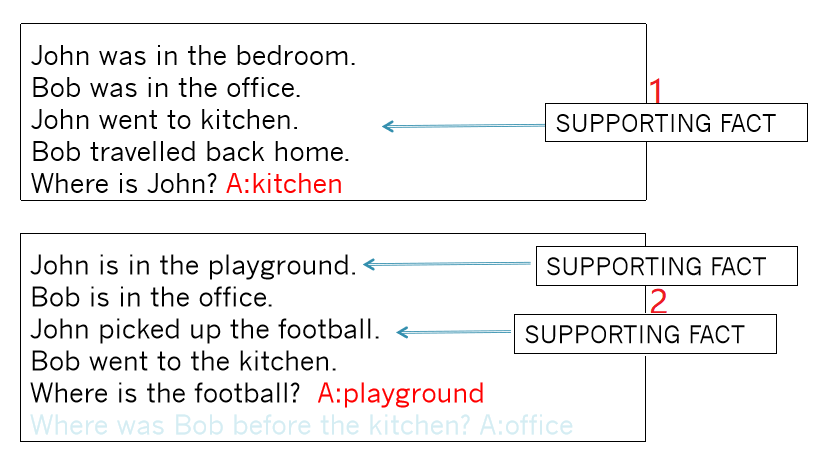 John was in the bedroom.
Bob was in the office.
1
John went to kitchen.
SUPPORTING FACT
Bob travelled back home.
Where is John? A:kitchen
John is in the playground.
SUPPORTING FACT
Bob is in the office.
2
John picked up the football.
SUPPORTING FACT
Bob went to the kitchen.
Where is the football? A:playground
Where was Bob before the kitchen? A:office